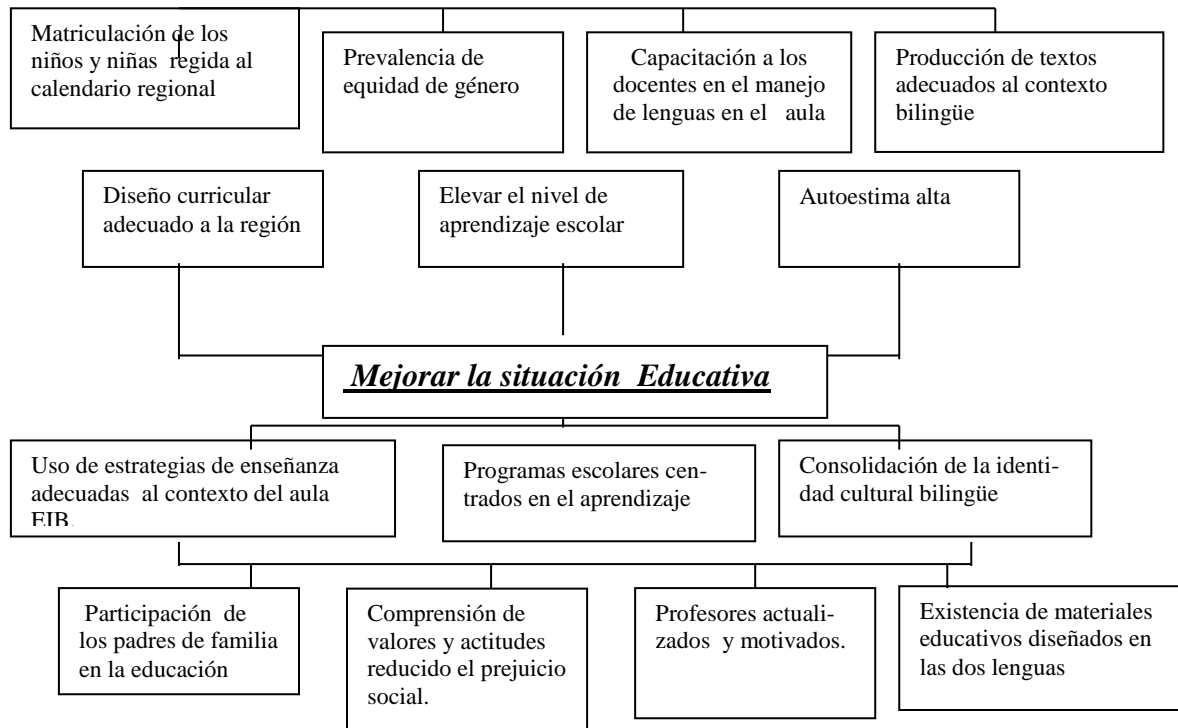 Matriculación de los
niños y niñas regida al
calendario regional
Prevalencia de
equidad de género
Capacitación a los
docentes en el manejo
de lenguas en el aula
Producción de textos
adecuados al contexto
bilingüe
Diseño curricular
adecuado a la región
Elevar el nivel de
aprendizaje escolar
Autoestima alta
Mejorar la situación Educativa
Uso de estrategias de enseñanza
adecuadas al contexto del aula
EIB.
Programas escolares cen-
trados en el aprendizaje
Consolidación de la identi-
dad cultural bilingüe
Participación de
los padres de familia
en la educación
Comprensión de
valores y actitudes
reducido el prejuicio
social.
Profesores actuali-
zados y motivados.
Existencia de materiales
educativos diseñados en
las dos lenguas